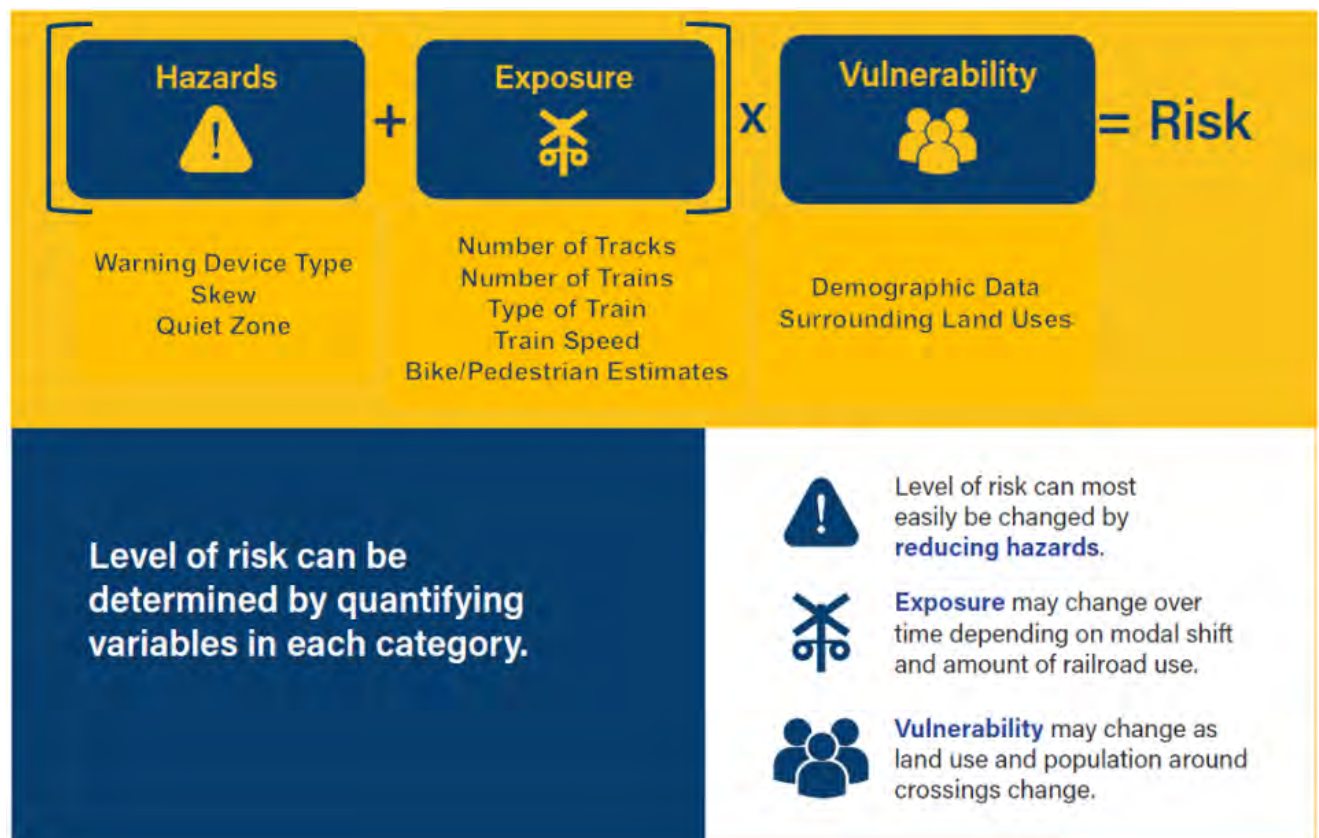 [ Hazards + Exposure ] x Vulnerability = Risk
Warning Device Type
Skew
Quiet Zone
Number of Tracks
Number of Trains
Type of Train
Train Speed
Bike/Pedestrian Estimates
Demographic Data
Surrounding Land Uses
Level of risk can be
determined by quantifying
variables in each category.
Level of risk can most
easily be changed by
reducing hazards.
Exposure may change over
time depending on modal shift
and amount of railroad use.
Vulnerability may change as
land use and population around
crossings change.